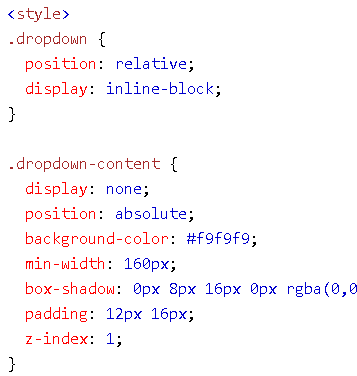 <style>
.dropdown {
  position: relative;
  display: inline-block;
}

.dropdown-content {
  display: none;
  position: absolute;
  background-color: #f9f9f9;
  min-width: 160px;
  box-shadow: 0px 8px 16px 0px rgba(0,0
  padding: 12px 16px;
  z-index: 1;
}